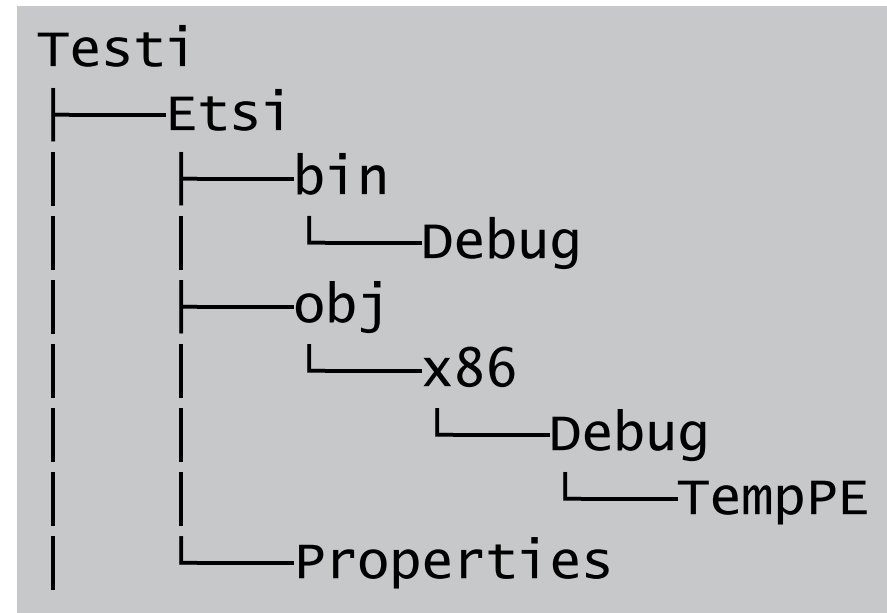 Testi
├───Etsi
│   ├───bin
│   │   └───Debug
│   ├───obj
│   │   └───x86
│   │       └───Debug
│   │           └───TempPE
│   └───Properties